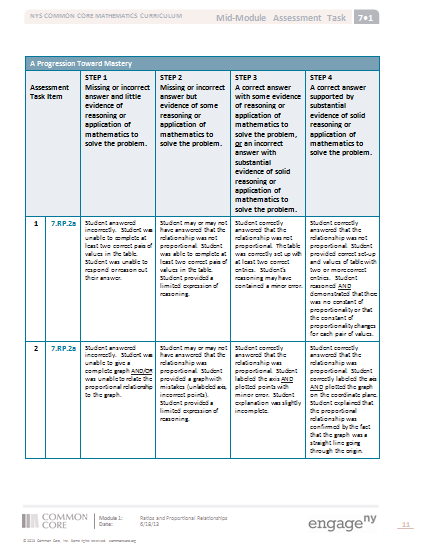 NYS COMMON CORE MATHEMATICS CURRICULUM
Mid-Module Assessment Task
7•1
A Progression Toward Mastery
Assessment
Task Item
STEP 1
Missing or incorrect
answer and little
evidence of
reasoning or
application of
mathematics to
solve the problem.
STEP 2
Missing or incorrect
answer but
evidence of some
reasoning or
application of
mathematics to
solve the problem.
STEP 3
A correct answer
with some evidence
of reasoning or
application of
mathematics to
solve the problem,
or an incorrect
answer with
substantial
evidence of solid
reasoning or
application of
mathematics to
solve the problem.
STEP 4
A correct answer
supported by
substantial
evidence of solid
reasoning or
application of
mathematics to
solve the problem.
1
7.RP.2a
Student answered
incorrectly. Student was
unable to complete at
least two correct pairs of
values in the table.
Student was unable to
respond or reason out
their answer.
Student may or may not
have answered that the
relationship was not
proportional. Student
was able to complete at
least two correct pairs of
values in the table.
Student provided a
limited expression of
reasoning.
Student correctly
answered that the
relationship was not
proportional. The table
was correctly set up with
at least two correct
entries. Student's
reasoning may have
contained a minor error.
Student correctly
answered that the
relationship was not
proportional. Student
provided correct set-up
and values of table with
two or more correct
entries. Student
reasoned AND
demonstrated that there
was no constant of
proportionality or that
the constant of
proportionality changes
for each pair of values.
2
7.RP.2a
Student answered
incorrectly. Student was
unable to give a
complete graph AND/OR
was unable to relate the
proportional relationship
to the graph.
Student may or may not
have answered that the
relationship was
proportional. Student
provided a graph with
mistakes (unlabeled axis,
incorrect points).
Student provided a
limited expression of
reasoning.
Student correctly
answered that the
relationship was
proportional. Student
labeled the axis AND
plotted points with
minor error. Student
explanation was slightly
incomplete.
Student correctly
answered that the
relationship was
proportional. Student
correctly labeled the axis
AND plotted the graph
on the coordinate plane.
Student explained that
the proportional
relationship was
confirmed by the fact
that the graph was a
straight line going
through the origin.
COMMON
CORE
Module 1:
Date:
Ratios and Proportional Relationships
engage ny
11